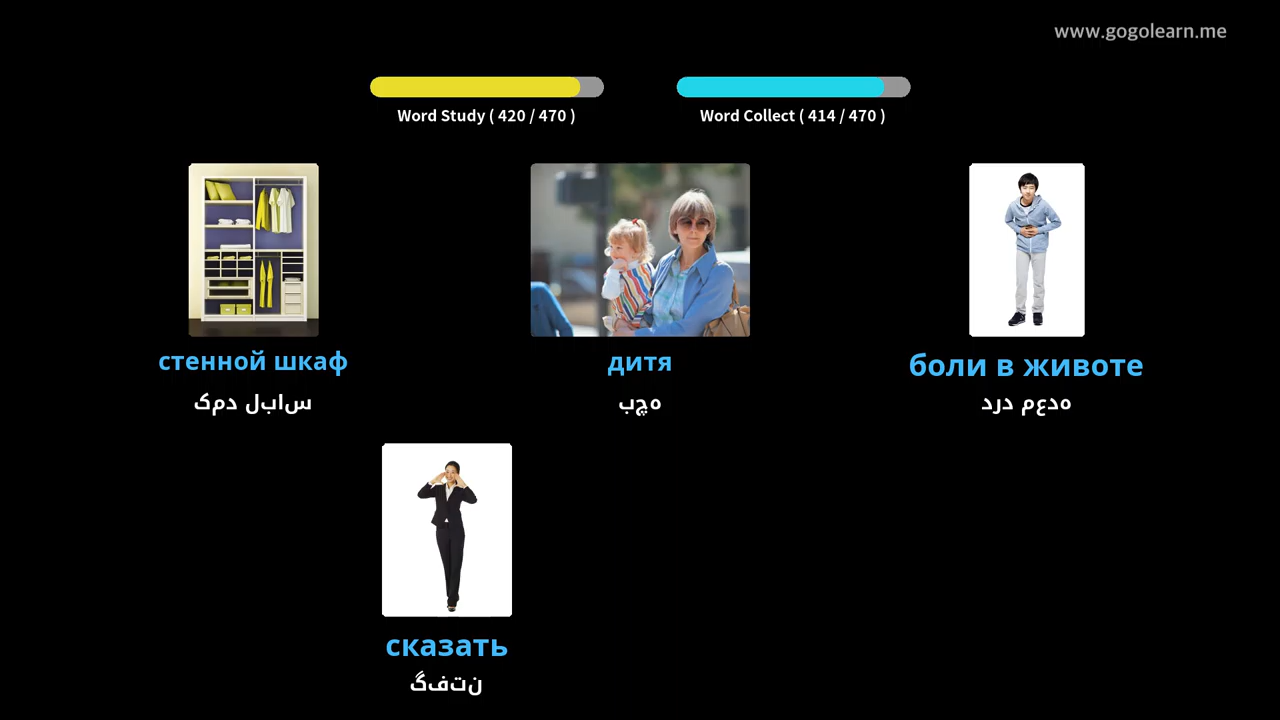 www.gogolearn.me
Word Study ( 420 / 470 )
Word Collect ( 414 / 470 )
стенной шкаф
дитя
боли в животе
کمد لباس
بچه
درد معده
сказать
گفتن